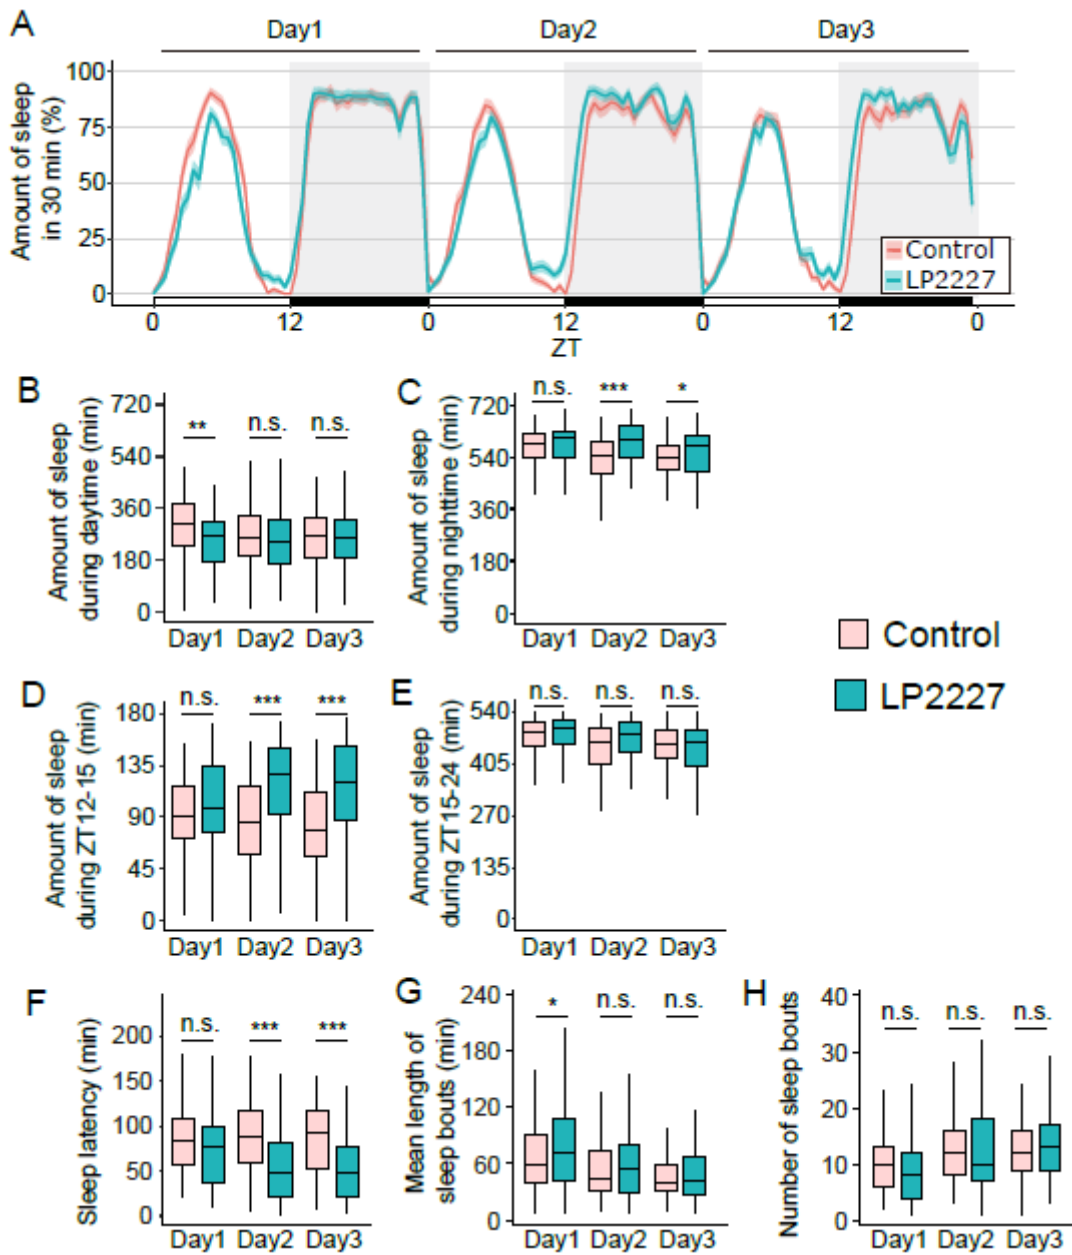 A
Day1 Day2 Day3
Amount of sleep
in 30 min (%)
100
75
50
25
0
Control
LP2227
0 12 0 12 0 12 0
ZT
B
Amount of sleep
during daytime (min)
720
540
360
180
0
** n.s. n.s.
Day1 Day2 Day3
C
Amount of sleep
during nighttime (min)
720
540
360
180
0
n.s. *** *
Day1 Day2 Day3
Control
LP2227
D
Amount of sleep
during ZT12-15 (min)
180
135
90
45
0
n.s. *** ***
Day1 Day2 Day3
E
Amount of sleep
during ZT15-24 (min)
540
405
270
135
0
n.s. n.s. n.s.
Day1 Day2 Day3
F
Sleep latency (min)
200
150
100
50
0
n.s. *** ***
Day1 Day2 Day3
G
Mean length of
sleep bouts (min)
240
180
120
60
0
* n.s. n.s.
Day1 Day2 Day3
H
Number of sleep bouts
40
30
20
10
0
n.s. n.s. n.s.
Day1 Day2 Day3